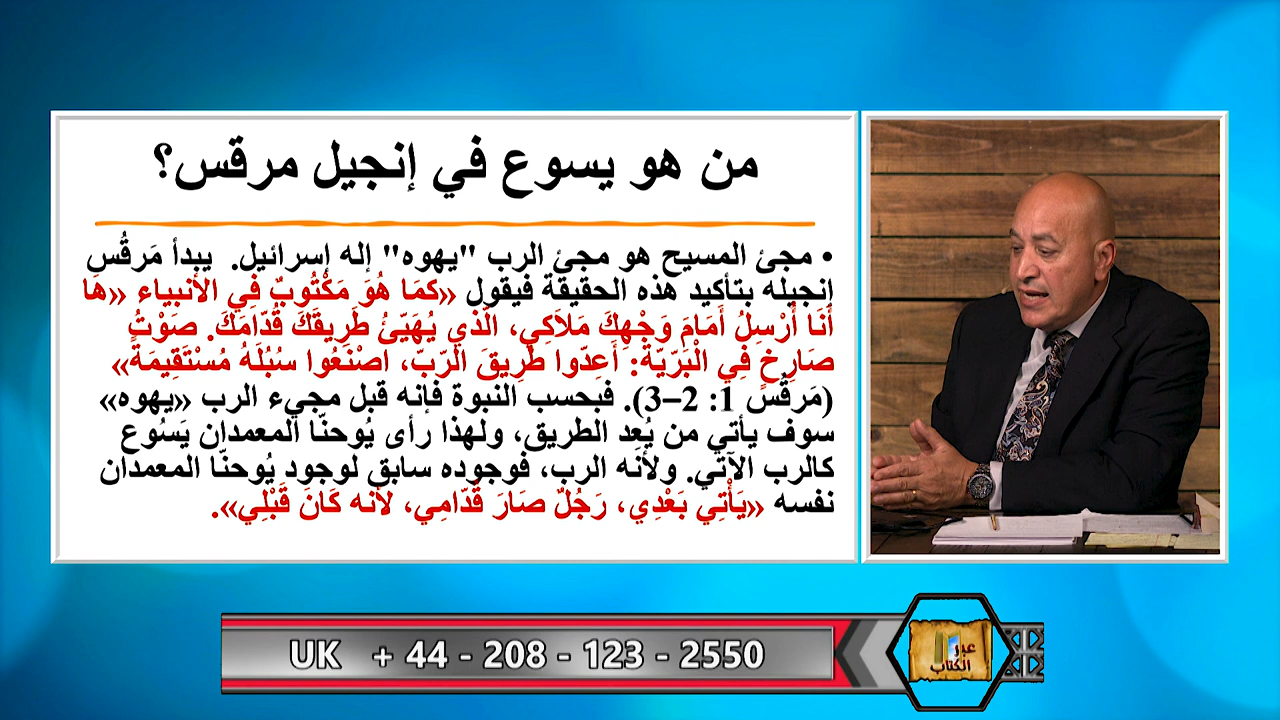 من هو يسوع في إنجيل مرقس؟
• مجئ المسيح هو مجئ الرب "يهوه" إله إسرائيل. يبدأ مَرقُس
إنجيله بتأكيد هذه الحقيقة فيقول «كَمَا هُوَ مَكْتُوبٌ فِي الأنبياء «هَا
أَنَا أُرْسِلُ أَمَامَ وَجْهِكَ مَلاَكِي، الَّذِي يُهَيّئُ طَرِيقَكَ قُدّامَكَ. صَوْتُ
صَارِخٍ فِي الْبَرّيّة: أَعِدّوا طَرِيقَ الرّبّ، اصْنَعُوا سُبُلَهُ مُسْتَقِيمَةً»
(مَرقُس 1: 2–3). فبحسب النبوة فإنه قبل مجيء الرب «يهوه»
سوف يأتي من يُعِد الطريق، ولهذا رأى يُوحنّا المعمدان يَسُوع
كالرب الآتي. ولأنه الرب، فوجوده سابق لوجود يُوحنّا المعمدان
نفسه «يَأْتِي بَعْدِي، رَجُلٌ صَارَ قُدّامِي، لأنه كَانَ قَبْلِي».
UK + 44 - 208 - 123 - 2550
عبر
الكتاب